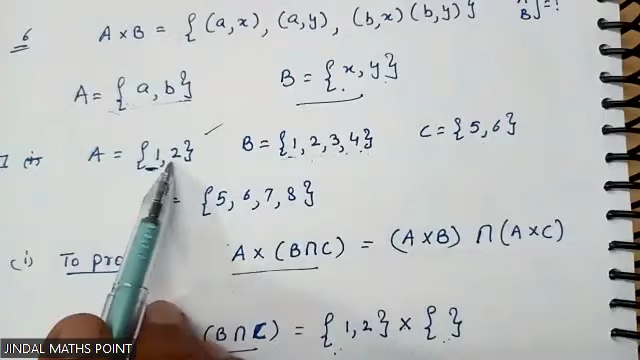 6 A×B = {(a,x), (a,y), (b,x)(b,y)}
A = {a, b} B = {x, y}
A = {1, 2} B = {1, 2, 3, 4} C = {5, 6}
= {5, 6, 7, 8}
(i) To pro A × (B∩C) = (A×B) ∩ (A×C)
(B∩C) = {1, 2} × { }
JINDAL MATHS POINT